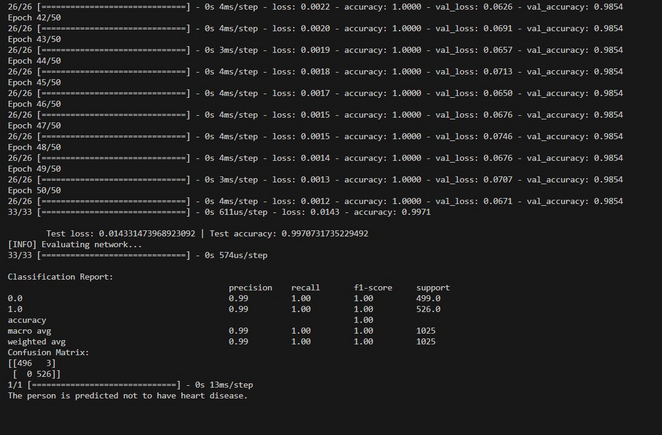 26/26 [==============================] - 0s 4ms/step - loss: 0.0022 - accuracy: 1.0000 - val_loss: 0.0626 - val_accuracy: 0.9854
Epoch 42/50
26/26 [==============================] - 0s 4ms/step - loss: 0.0020 - accuracy: 1.0000 - val_loss: 0.0691 - val_accuracy: 0.9854
Epoch 43/50
26/26 [==============================] - 0s 3ms/step - loss: 0.0019 - accuracy: 1.0000 - val_loss: 0.0657 - val_accuracy: 0.9854
Epoch 44/50
26/26 [==============================] - 0s 4ms/step - loss: 0.0018 - accuracy: 1.0000 - val_loss: 0.0713 - val_accuracy: 0.9854
Epoch 45/50
26/26 [==============================] - 0s 4ms/step - loss: 0.0017 - accuracy: 1.0000 - val_loss: 0.0650 - val_accuracy: 0.9854
Epoch 46/50
26/26 [==============================] - 0s 4ms/step - loss: 0.0015 - accuracy: 1.0000 - val_loss: 0.0676 - val_accuracy: 0.9854
Epoch 47/50
26/26 [==============================] - 0s 4ms/step - loss: 0.0015 - accuracy: 1.0000 - val_loss: 0.0746 - val_accuracy: 0.9854
Epoch 48/50
26/26 [==============================] - 0s 4ms/step - loss: 0.0014 - accuracy: 1.0000 - val_loss: 0.0676 - val_accuracy: 0.9854
Epoch 49/50
26/26 [==============================] - 0s 3ms/step - loss: 0.0013 - accuracy: 1.0000 - val_loss: 0.0707 - val_accuracy: 0.9854
Epoch 50/50
26/26 [==============================] - 0s 4ms/step - loss: 0.0012 - accuracy: 1.0000 - val_loss: 0.0671 - val_accuracy: 0.9854
33/33 [==============================] - 0s 611us/step - loss: 0.0143 - accuracy: 0.9971
Test loss: 0.014331473968923092 | Test accuracy: 0.9970731735229492
[INFO] Evaluating network...
33/33 [==============================] - 0s 574us/step
Classification Report:
precision recall f1-score support
0.0 0.99 1.00 1.00 499.0
1.0 0.99 1.00 1.00 526.0
accuracy 1.00
macro avg 0.99 1.00 1.00 1025
weighted avg 0.99 1.00 1.00 1025
Confusion Matrix:
[[496 3]
[ 0 526]]
1/1 [==============================] - 0s 13ms/step
The person is predicted not to have heart disease.